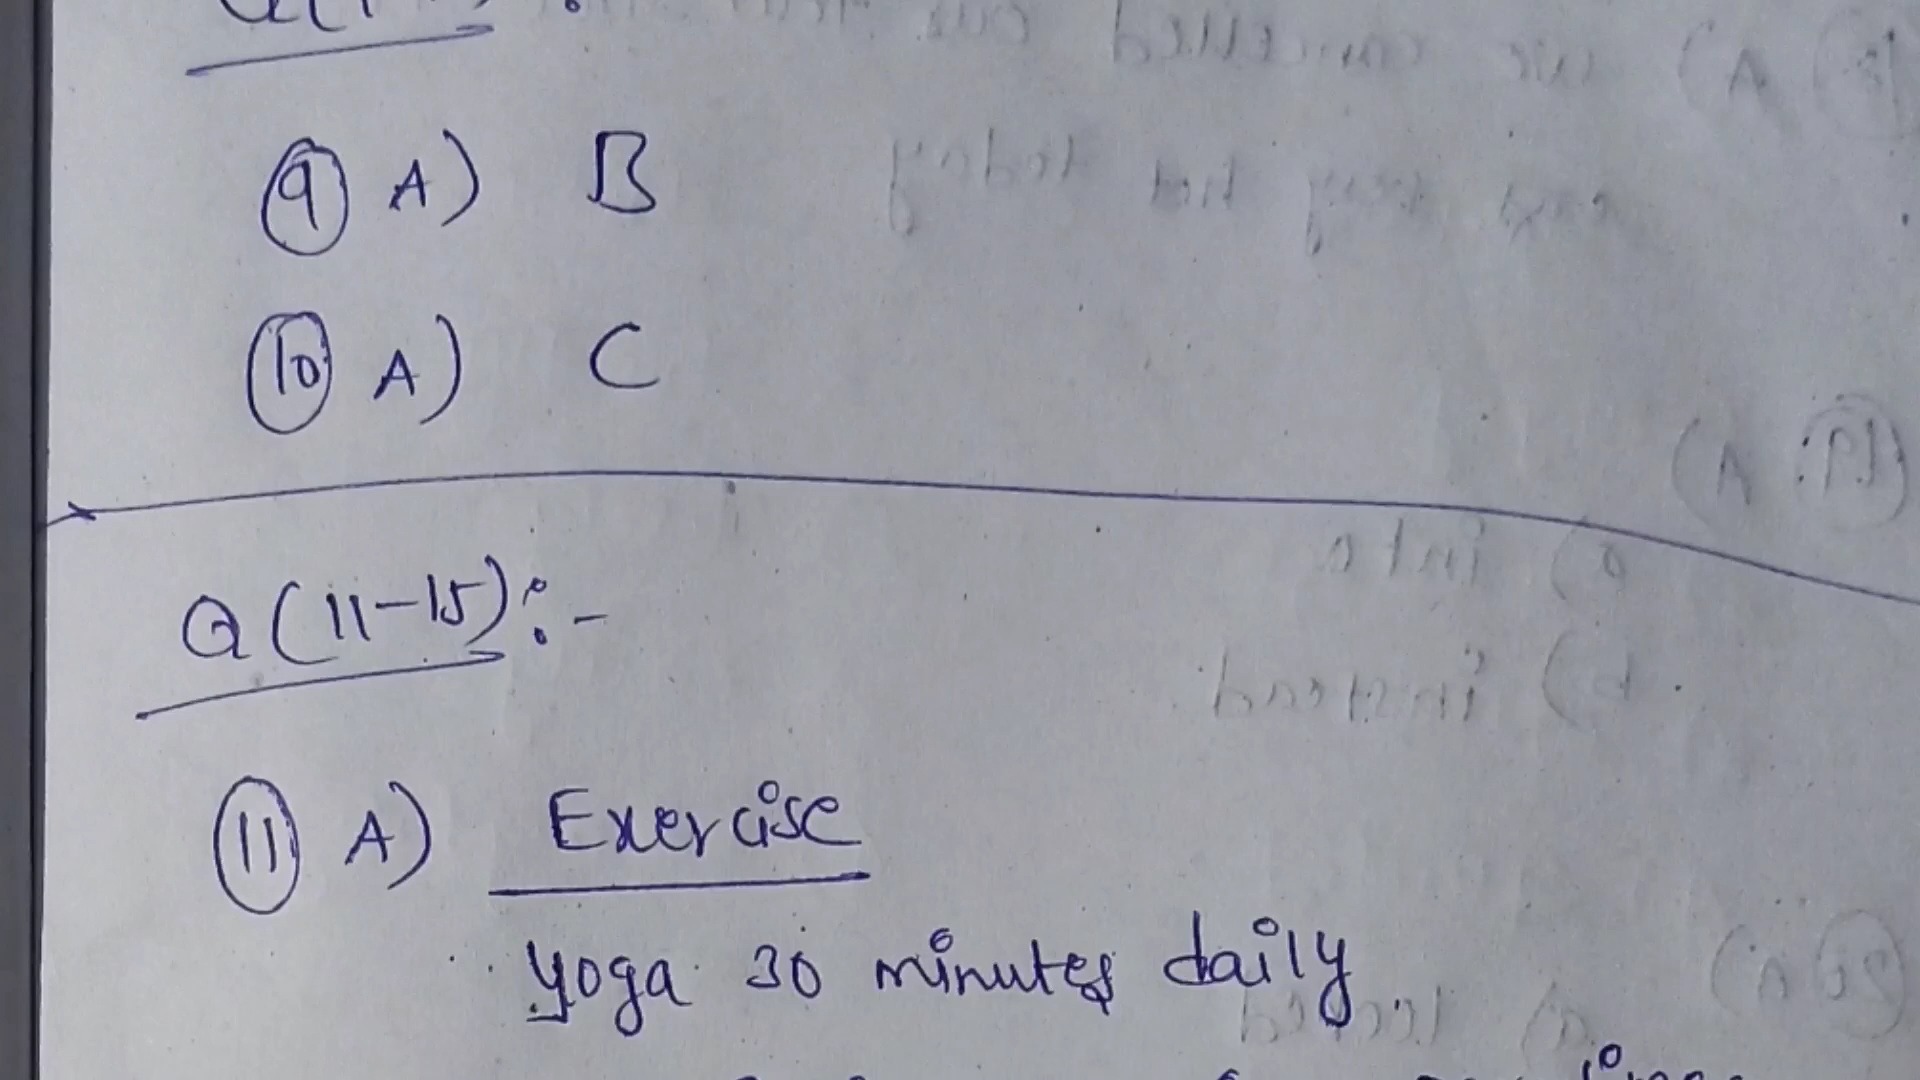 9 A) B
10 A) C
Q(11-15):-
11 A) Exercise
yoga 30 minutes daily